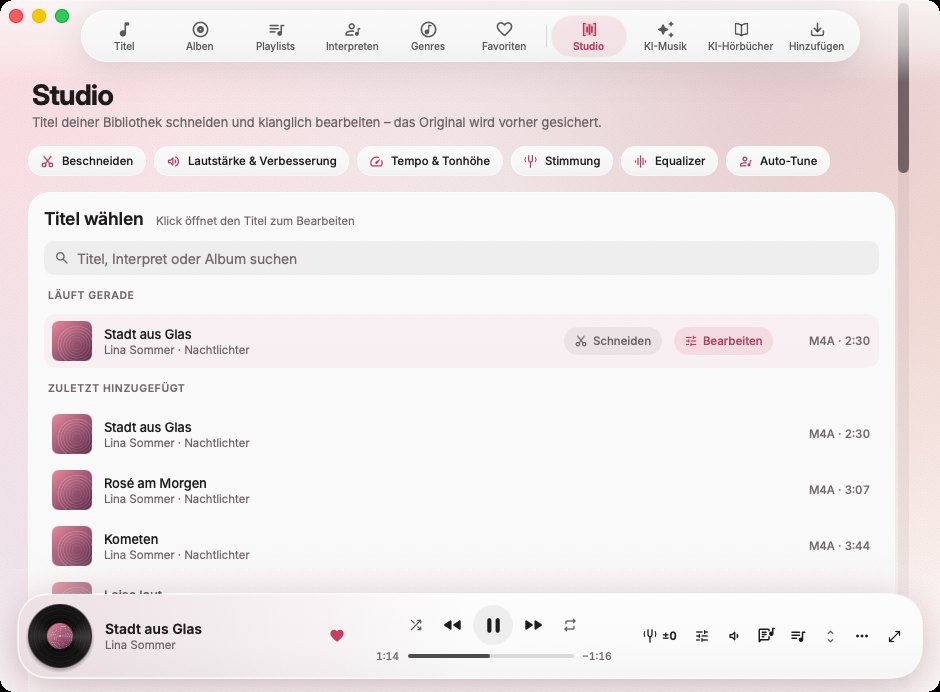 Titel
Alben
Playlists
Interpreten
Genres
Favoriten
Studio
KI-Musik
KI-Hörbücher
Hinzufügen
Studio
Titel deiner Bibliothek schneiden und klanglich bearbeiten – das Original wird vorher gesichert.
Beschneiden
Lautstärke & Verbesserung
Tempo & Tonhöhe
Stimmung
Equalizer
Auto-Tune
Titel wählen Klick öffnet den Titel zum Bearbeiten
Titel, Interpret oder Album suchen
LÄUFT GERADE
Stadt aus Glas
Lina Sommer · Nachtlichter
Schneiden
Bearbeiten
M4A · 2:30
ZULETZT HINZUGEFÜGT
Stadt aus Glas
Lina Sommer · Nachtlichter
M4A · 2:30
Rosé am Morgen
Lina Sommer · Nachtlichter
M4A · 3:07
Kometen
Lina Sommer · Nachtlichter
M4A · 3:44
Stadt aus Glas
Lina Sommer
1:14
−1:16
±0